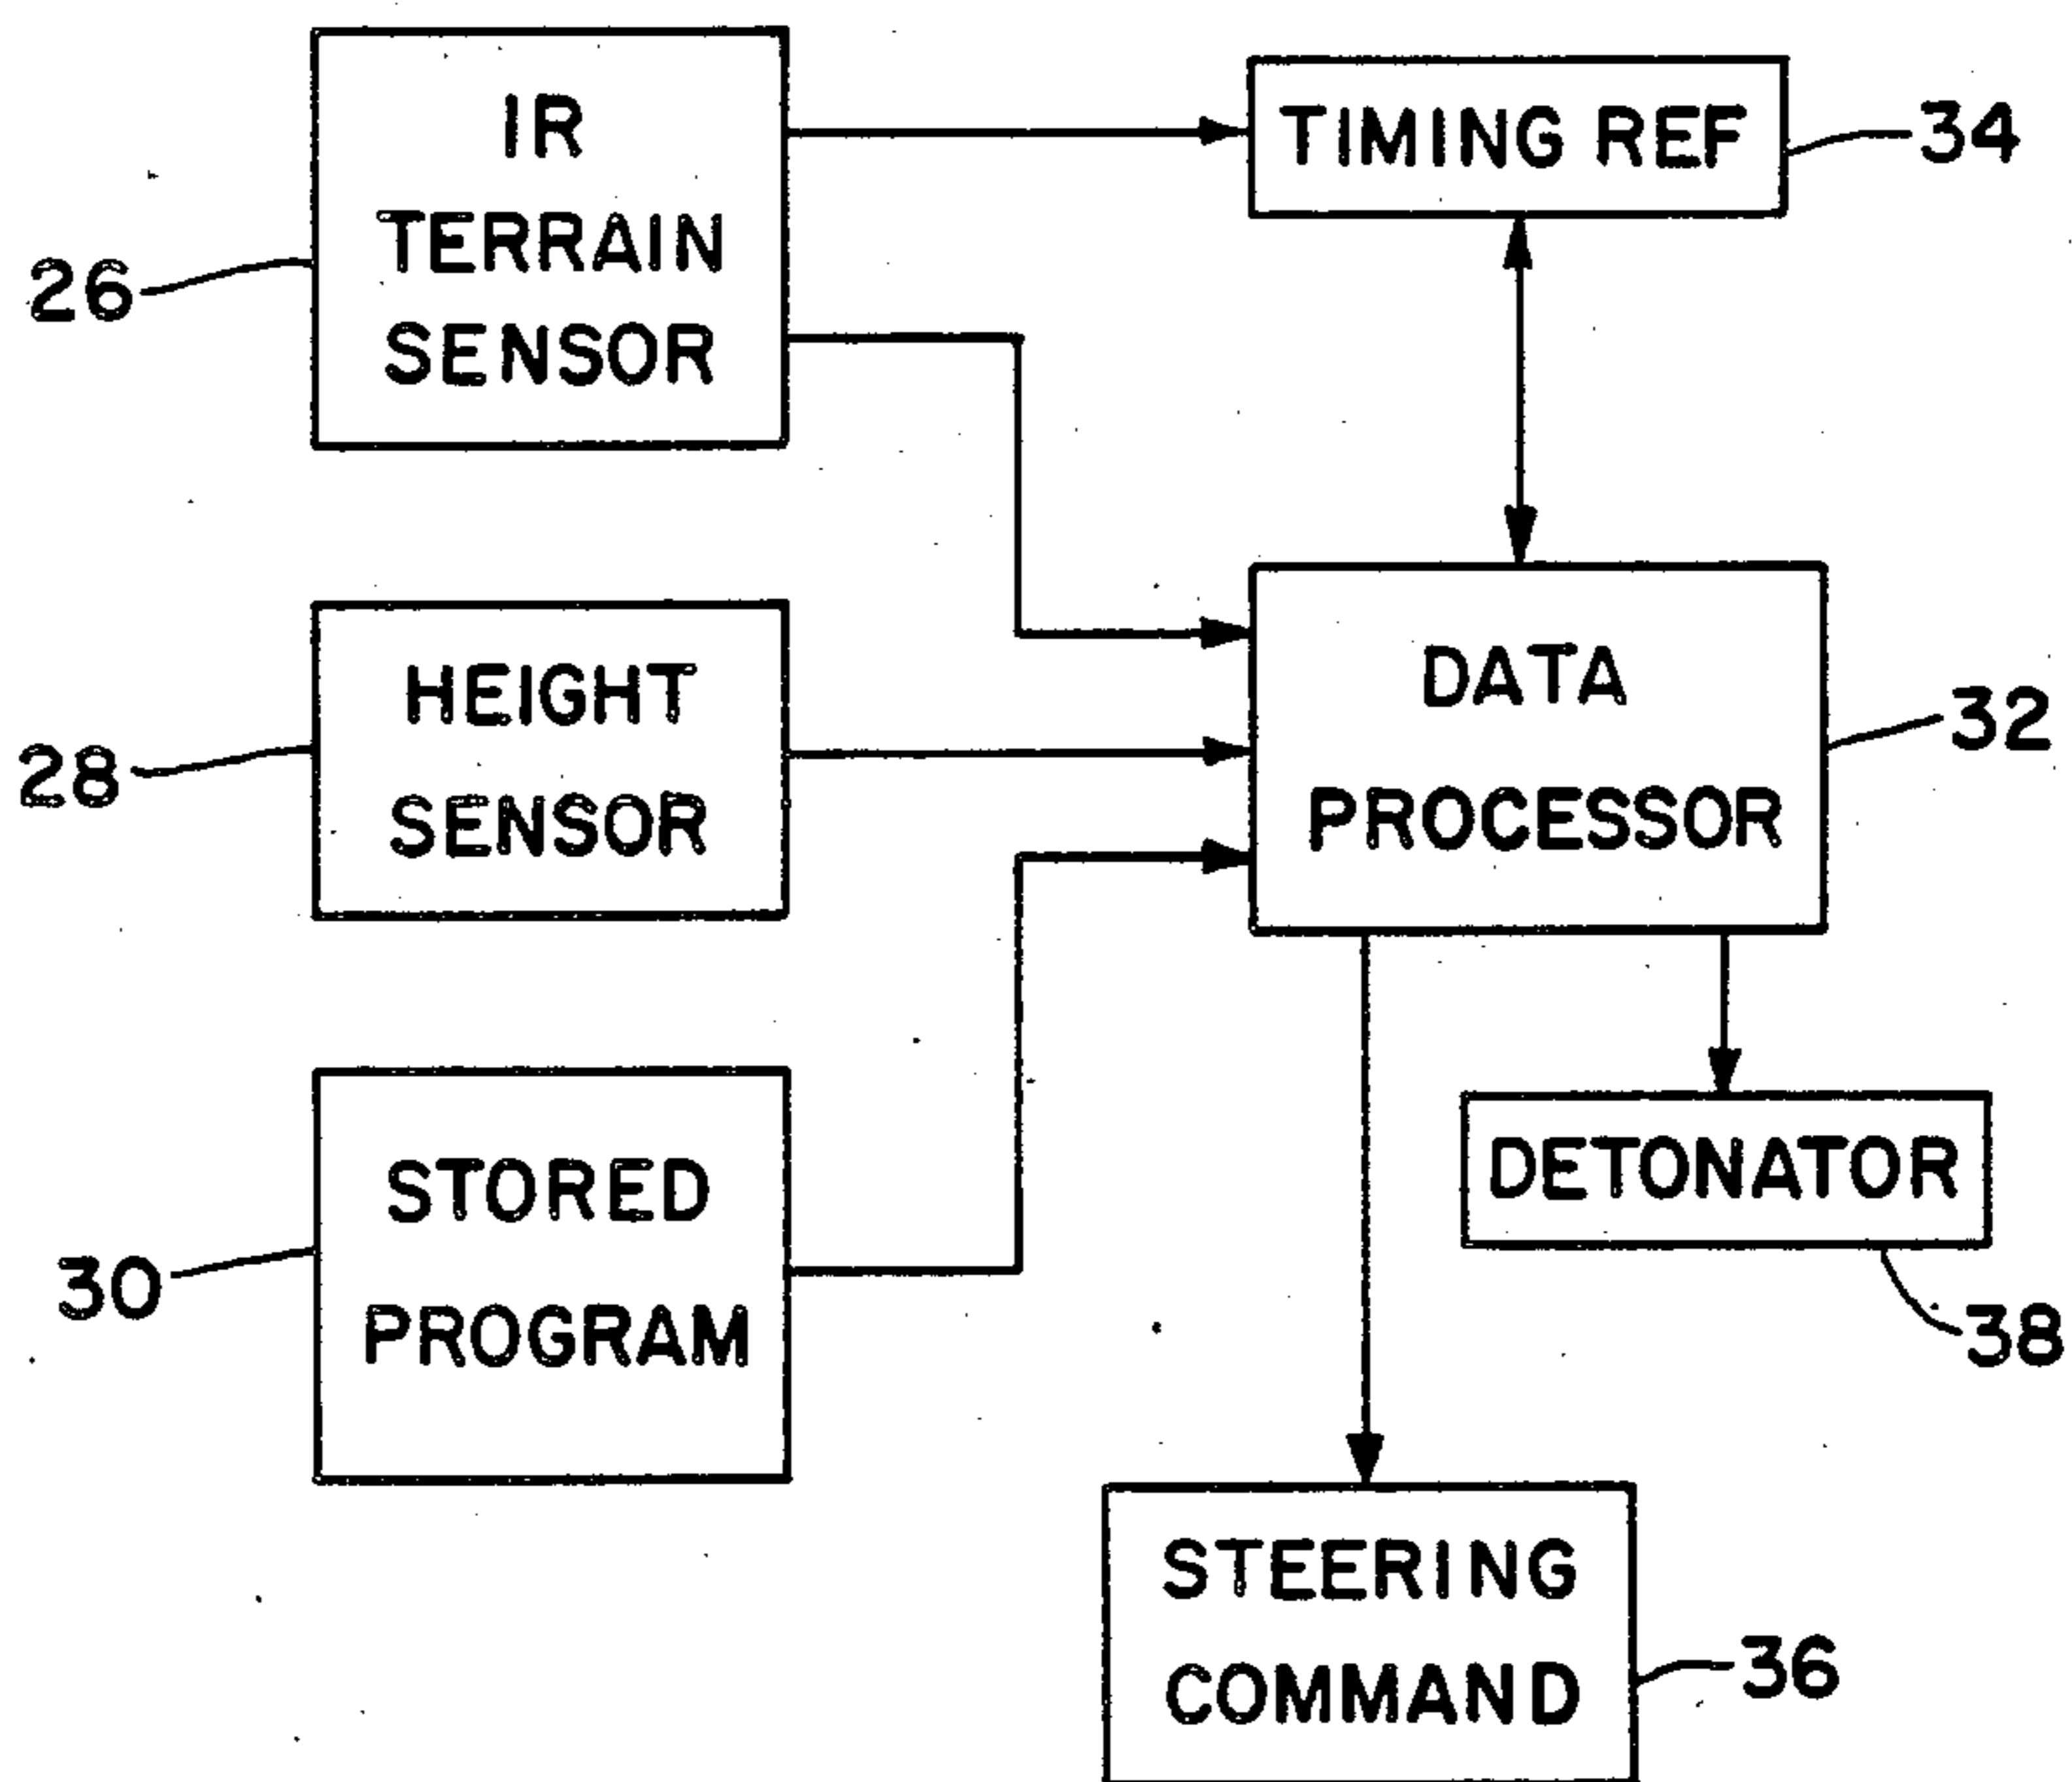 IR
TERRAIN
SENSOR
26
TIMING REF
34
HEIGHT
SENSOR
28
DATA
PROCESSOR
32
STORED
PROGRAM
30
DETONATOR
38
STEERING
COMMAND
36